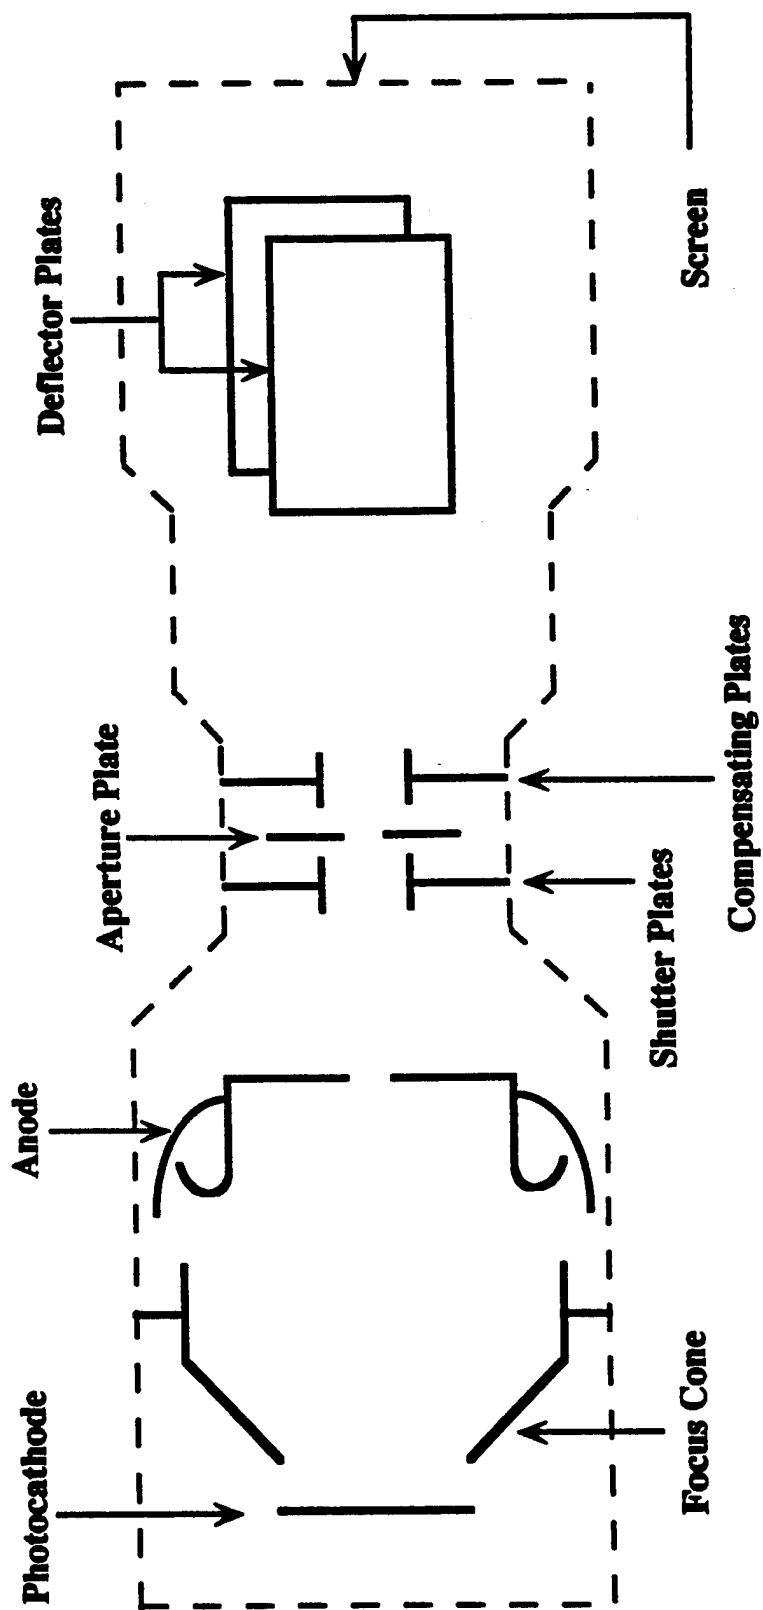 Photocathode
Anode
Aperture Plate
Deflector Plates
Focus Cone
Shutter Plates
Compensating Plates
Screen